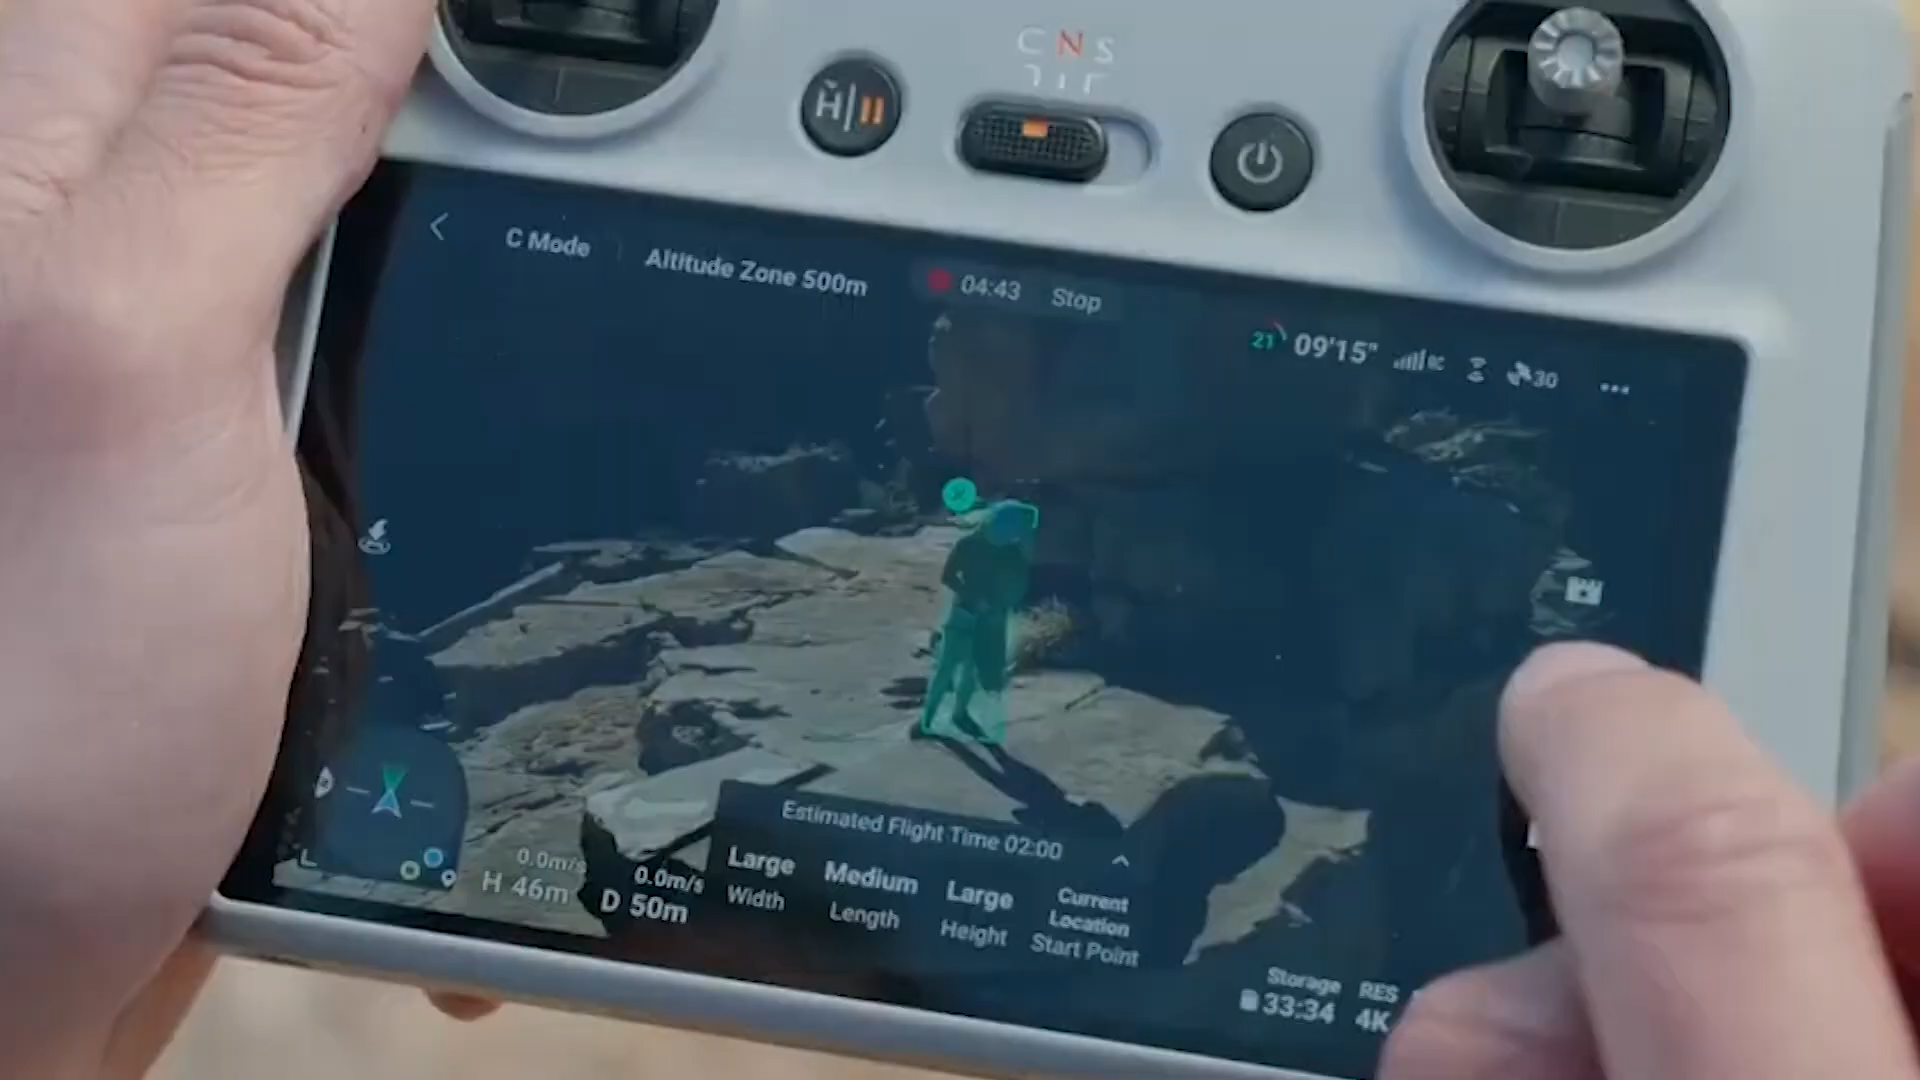 C N S
H
C Mode
Altitude Zone 500m
04:43 Stop
21 09'15" RC 30
Estimated Flight Time 02:00
Large Medium Large Current Location
Width Length Height Start Point
0.0m/s 0.0m/s
H 46m D 50m
Storage RES
33:34 4K